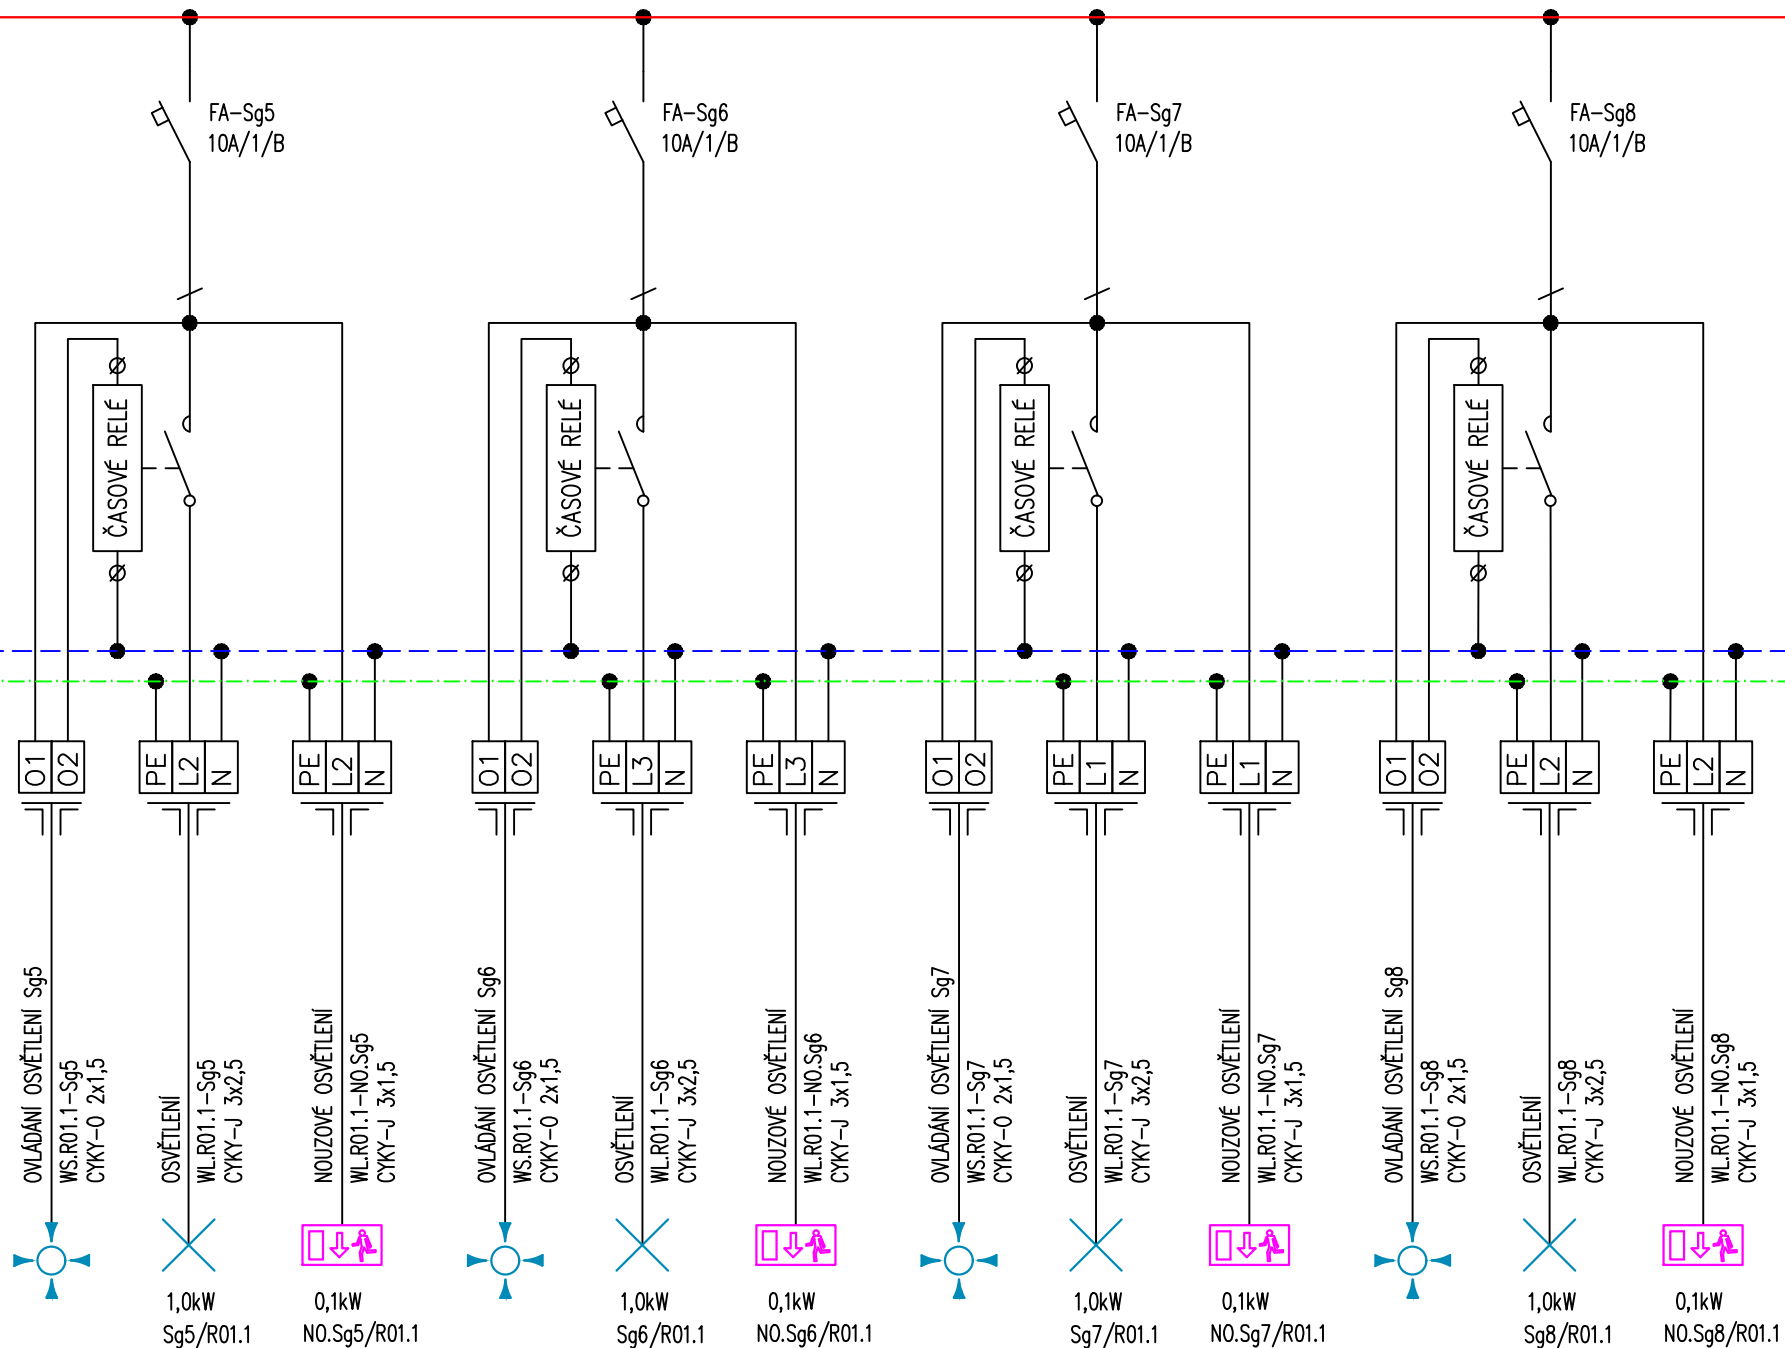 FA-Sg5
10A/1/B
FA-Sg6
10A/1/B
FA-Sg7
10A/1/B
FA-Sg8
10A/1/B
ČASOVÉ RELÉ
ČASOVÉ RELÉ
ČASOVÉ RELÉ
ČASOVÉ RELÉ
O1
O2
PE
L2
N
PE
L2
N
O1
O2
PE
L3
N
PE
L3
N
O1
O2
PE
L1
N
PE
L1
N
O1
O2
PE
L2
N
PE
L2
N
OVLÁDÁNÍ OSVĚTLENÍ Sg5
WS.R01.1-Sg5
CYKY-O 2x1,5
OSVĚTLENÍ
WL.R01.1-Sg5
CYKY-J 3x2,5
NOUZOVÉ OSVĚTLENÍ
WL.R01.1-NO.Sg5
CYKY-J 3x1,5
OVLÁDÁNÍ OSVĚTLENÍ Sg6
WS.R01.1-Sg6
CYKY-O 2x1,5
OSVĚTLENÍ
WL.R01.1-Sg6
CYKY-J 3x2,5
NOUZOVÉ OSVĚTLENÍ
WL.R01.1-NO.Sg6
CYKY-J 3x1,5
OVLÁDÁNÍ OSVĚTLENÍ Sg7
WS.R01.1-Sg7
CYKY-O 2x1,5
OSVĚTLENÍ
WL.R01.1-Sg7
CYKY-J 3x2,5
NOUZOVÉ OSVĚTLENÍ
WL.R01.1-NO.Sg7
CYKY-J 3x1,5
OVLÁDÁNÍ OSVĚTLENÍ Sg8
WS.R01.1-Sg8
CYKY-O 2x1,5
OSVĚTLENÍ
WL.R01.1-Sg8
CYKY-J 3x2,5
NOUZOVÉ OSVĚTLENÍ
WL.R01.1-NO.Sg8
CYKY-J 3x1,5
1,0kW
Sg5/R01.1
0,1kW
NO.Sg5/R01.1
1,0kW
Sg6/R01.1
0,1kW
NO.Sg6/R01.1
1,0kW
Sg7/R01.1
0,1kW
NO.Sg7/R01.1
1,0kW
Sg8/R01.1
0,1kW
NO.Sg8/R01.1